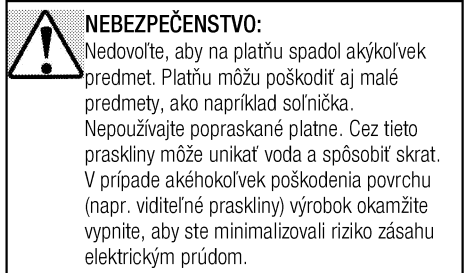 NEBEZPEČENSTVO:
Nedovoľte, aby na platňu spadol akýkoľvek
predmet. Platňu môžu poškodiť aj malé
predmety, ako napríklad soľnička.
Nepoužívajte popraskané platne. Cez tieto
praskliny môže unikať voda a spôsobiť skrat.
V prípade akéhokoľvek poškodenia povrchu
(napr. viditeľné praskliny) výrobok okamžite
vypnite, aby ste minimalizovali riziko zásahu
elektrickým prúdom.